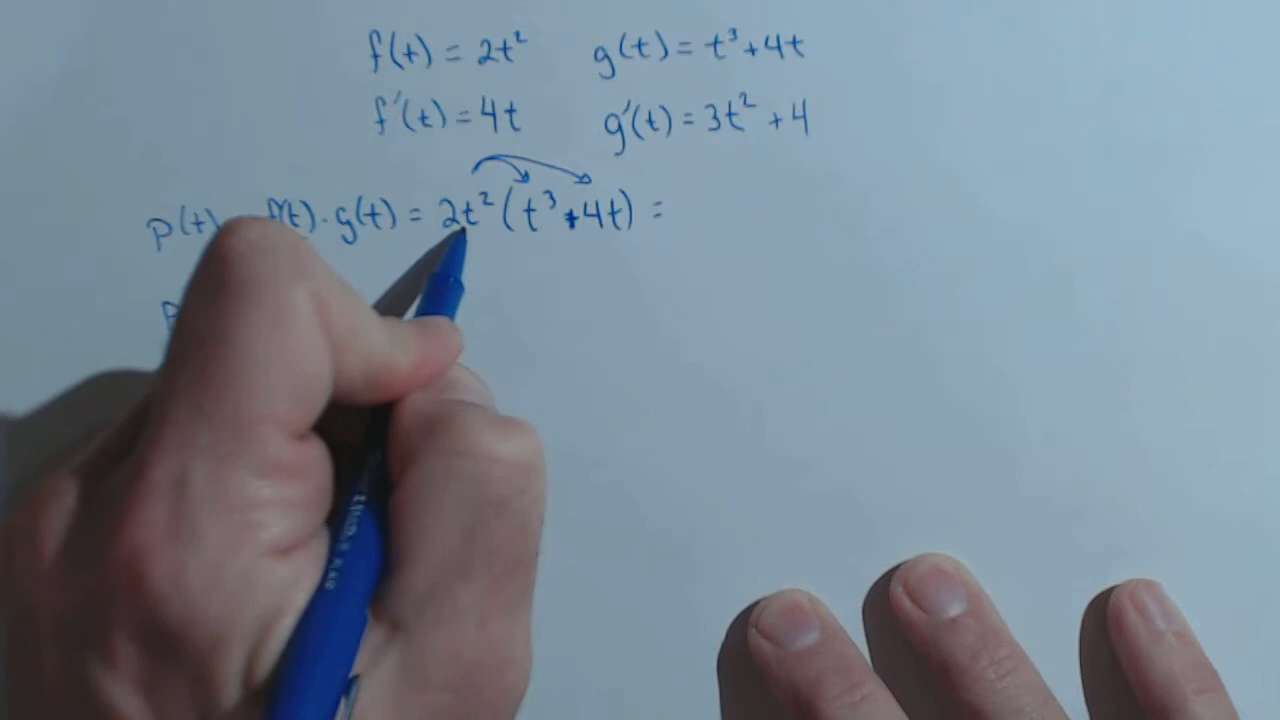 f(t) = 2t² g(t) = t³+4t
f'(t) = 4t g'(t) = 3t² + 4
p(t) f(t) · g(t) = 2t² (t³ + 4t) =